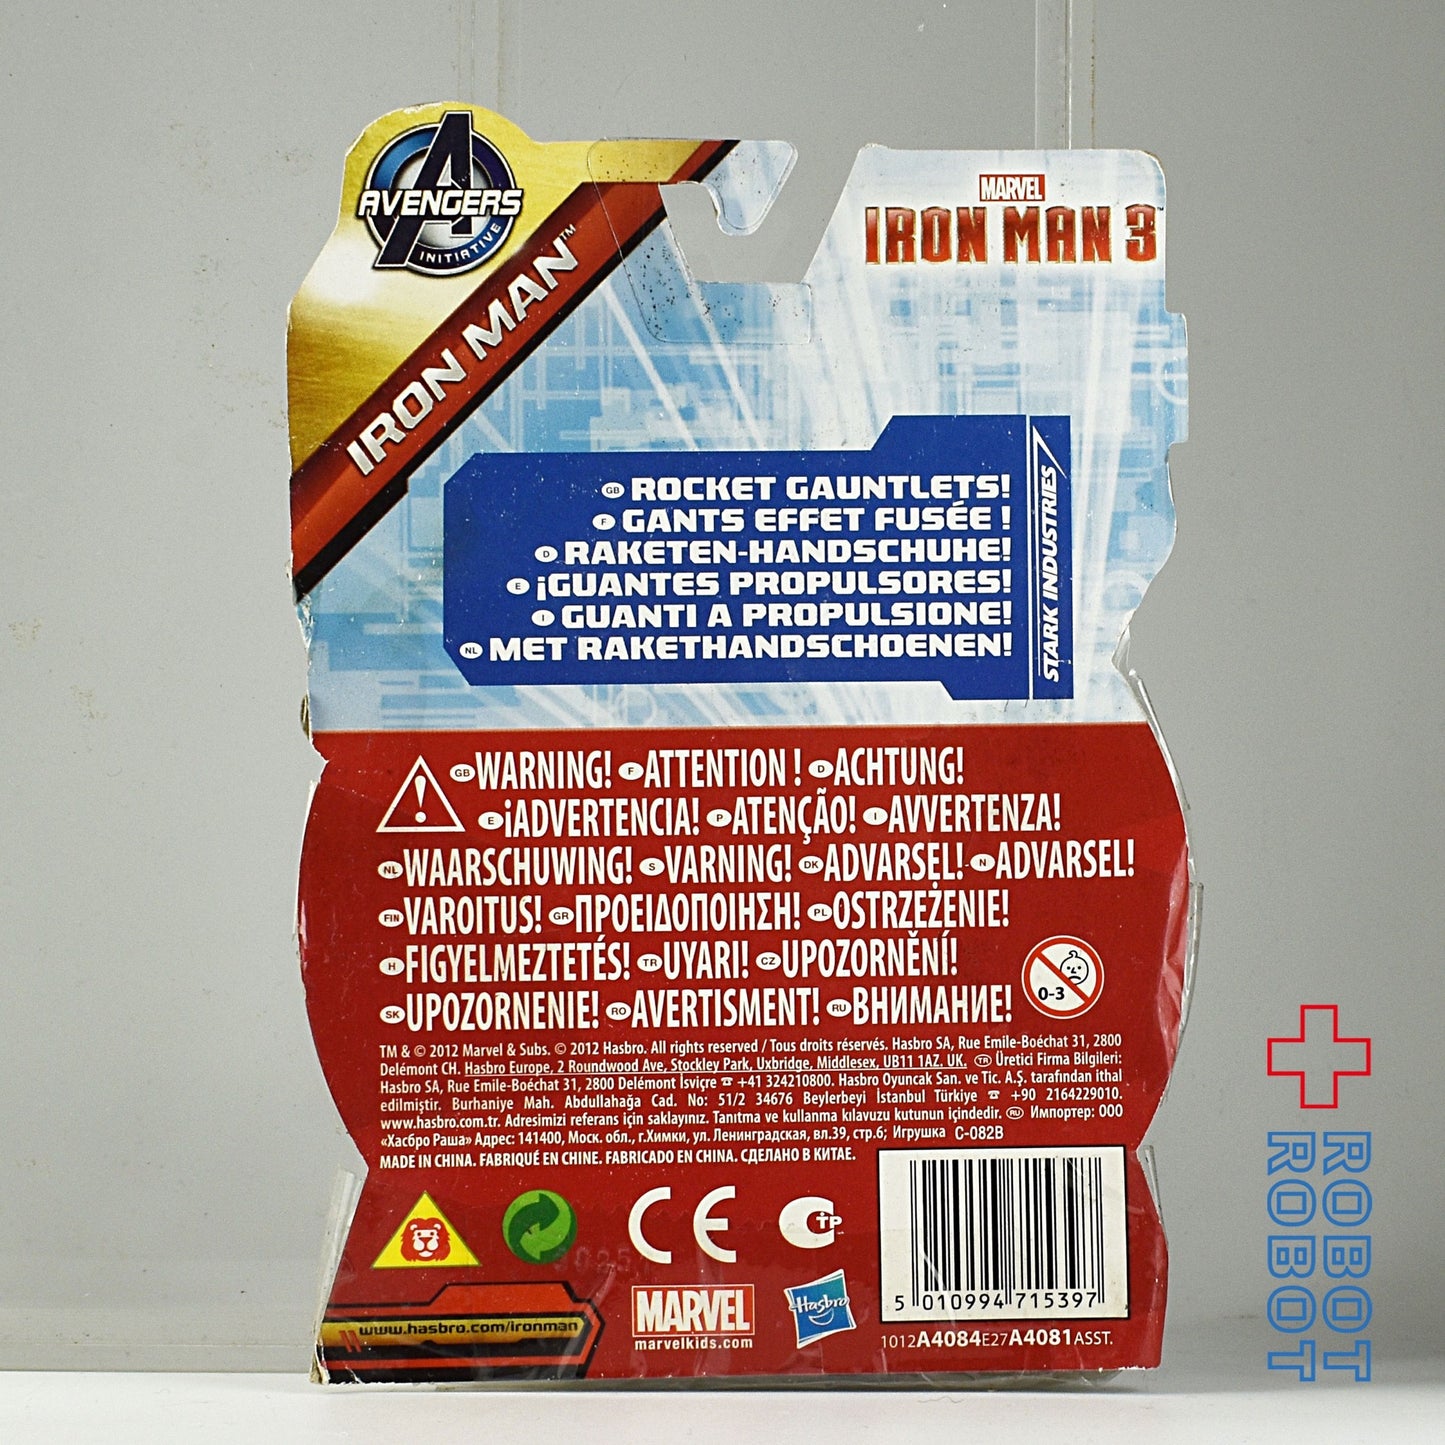 AVENGERS
INITIATIVE
IRON MAN™
MARVEL
IRON MAN 3™
GB ROCKET GAUNTLETS!
F GANTS EFFET FUSÉE !
D RAKETEN-HANDSCHUHE!
E ¡GUANTES PROPULSORES!
I GUANTI A PROPULSIONE!
NL MET RAKETHANDSCHOENEN!
STARK INDUSTRIES
GB WARNING! F ATTENTION ! D ACHTUNG!
E ¡ADVERTENCIA! P ATENÇÃO! I AVVERTENZA!
NL WAARSCHUWING! S VARNING! DK ADVARSEL! N ADVARSEL!
FIN VAROITUS! GR ΠΡΟΕΙΔΟΠΟΙΗΣΗ! PL OSTRZEŻENIE!
H FIGYELMEZTETÉS! TR UYARI! CZ UPOZORNĚNÍ!
SK UPOZORNENIE! RO AVERTISMENT! RU ВНИМАНИЕ!
0-3
TM & © 2012 Marvel & Subs. © 2012 Hasbro. All rights reserved / Tous droits réservés. Hasbro SA, Rue Emile-Boéchat 31, 2800
Delémont CH. Hasbro Europe, 2 Roundwood Ave, Stockley Park, Uxbridge, Middlesex, UB11 1AZ. UK. TR Üretici Firma Bilgileri:
Hasbro SA, Rue Emile-Boéchat 31, 2800 Delémont İsviçre ☎ +41 324210800. Hasbro Oyuncak San. ve Tic. A.Ş. tarafından ithal
edilmiştir. Burhaniye Mah. Abdullahağa Cad. No: 51/2 34676 Beylerbeyi İstanbul Türkiye ☎ +90 2164229010.
www.hasbro.com.tr. Adresimizi referans için saklayınız. Tanıtma ve kullanma kılavuzu kutunun içindedir. RU Импортер: ООО
«Хасбро Раша» Адрес: 141400, Моск. обл., г.Химки, ул. Ленинградская, вл.39, стр.6; Игрушка C-082B
MADE IN CHINA. FABRIQUÉ EN CHINE. FABRICADO EN CHINA. СДЕЛАНО В КИТАЕ.
CE
5 010994 715397
www.hasbro.com/ironman
MARVEL
marvelkids.com
Hasbro
1012A4084E27A4081ASST.
ROBOT
ROBOT